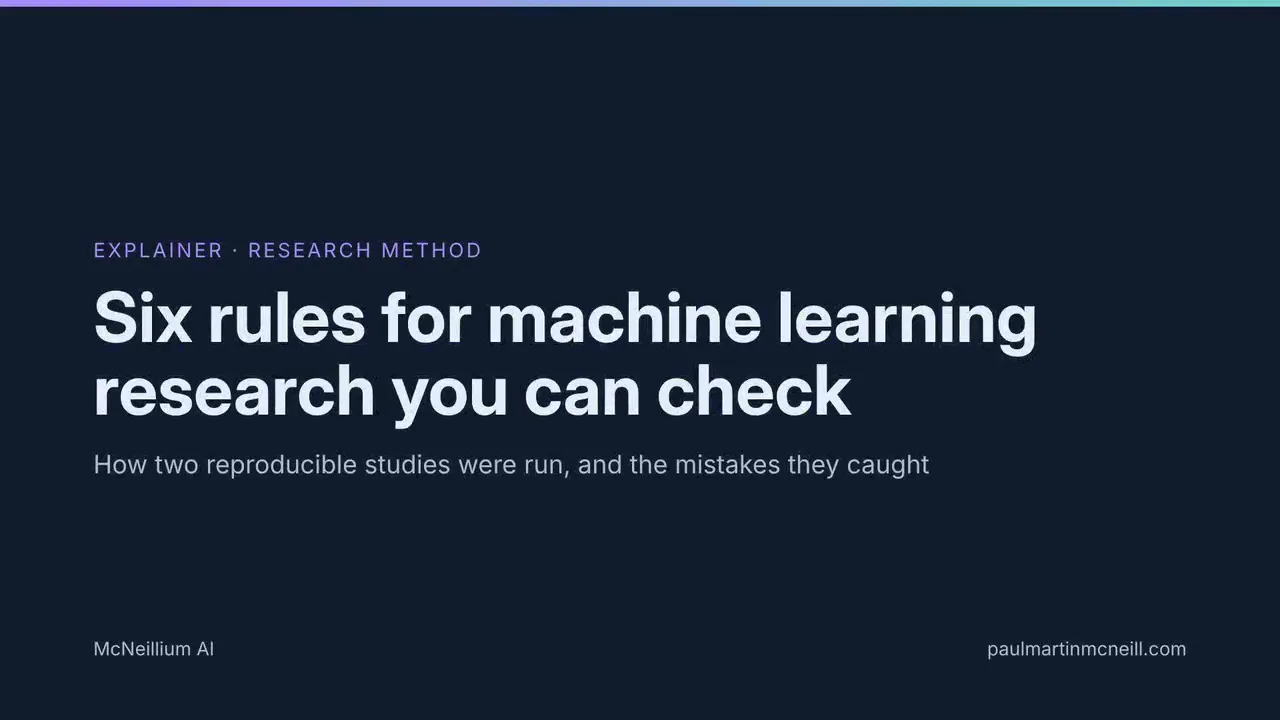 EXPLAINER · RESEARCH METHOD
Six rules for machine learning
research you can check
How two reproducible studies were run, and the mistakes they caught
McNeillium AI
paulmartinmcneill.com